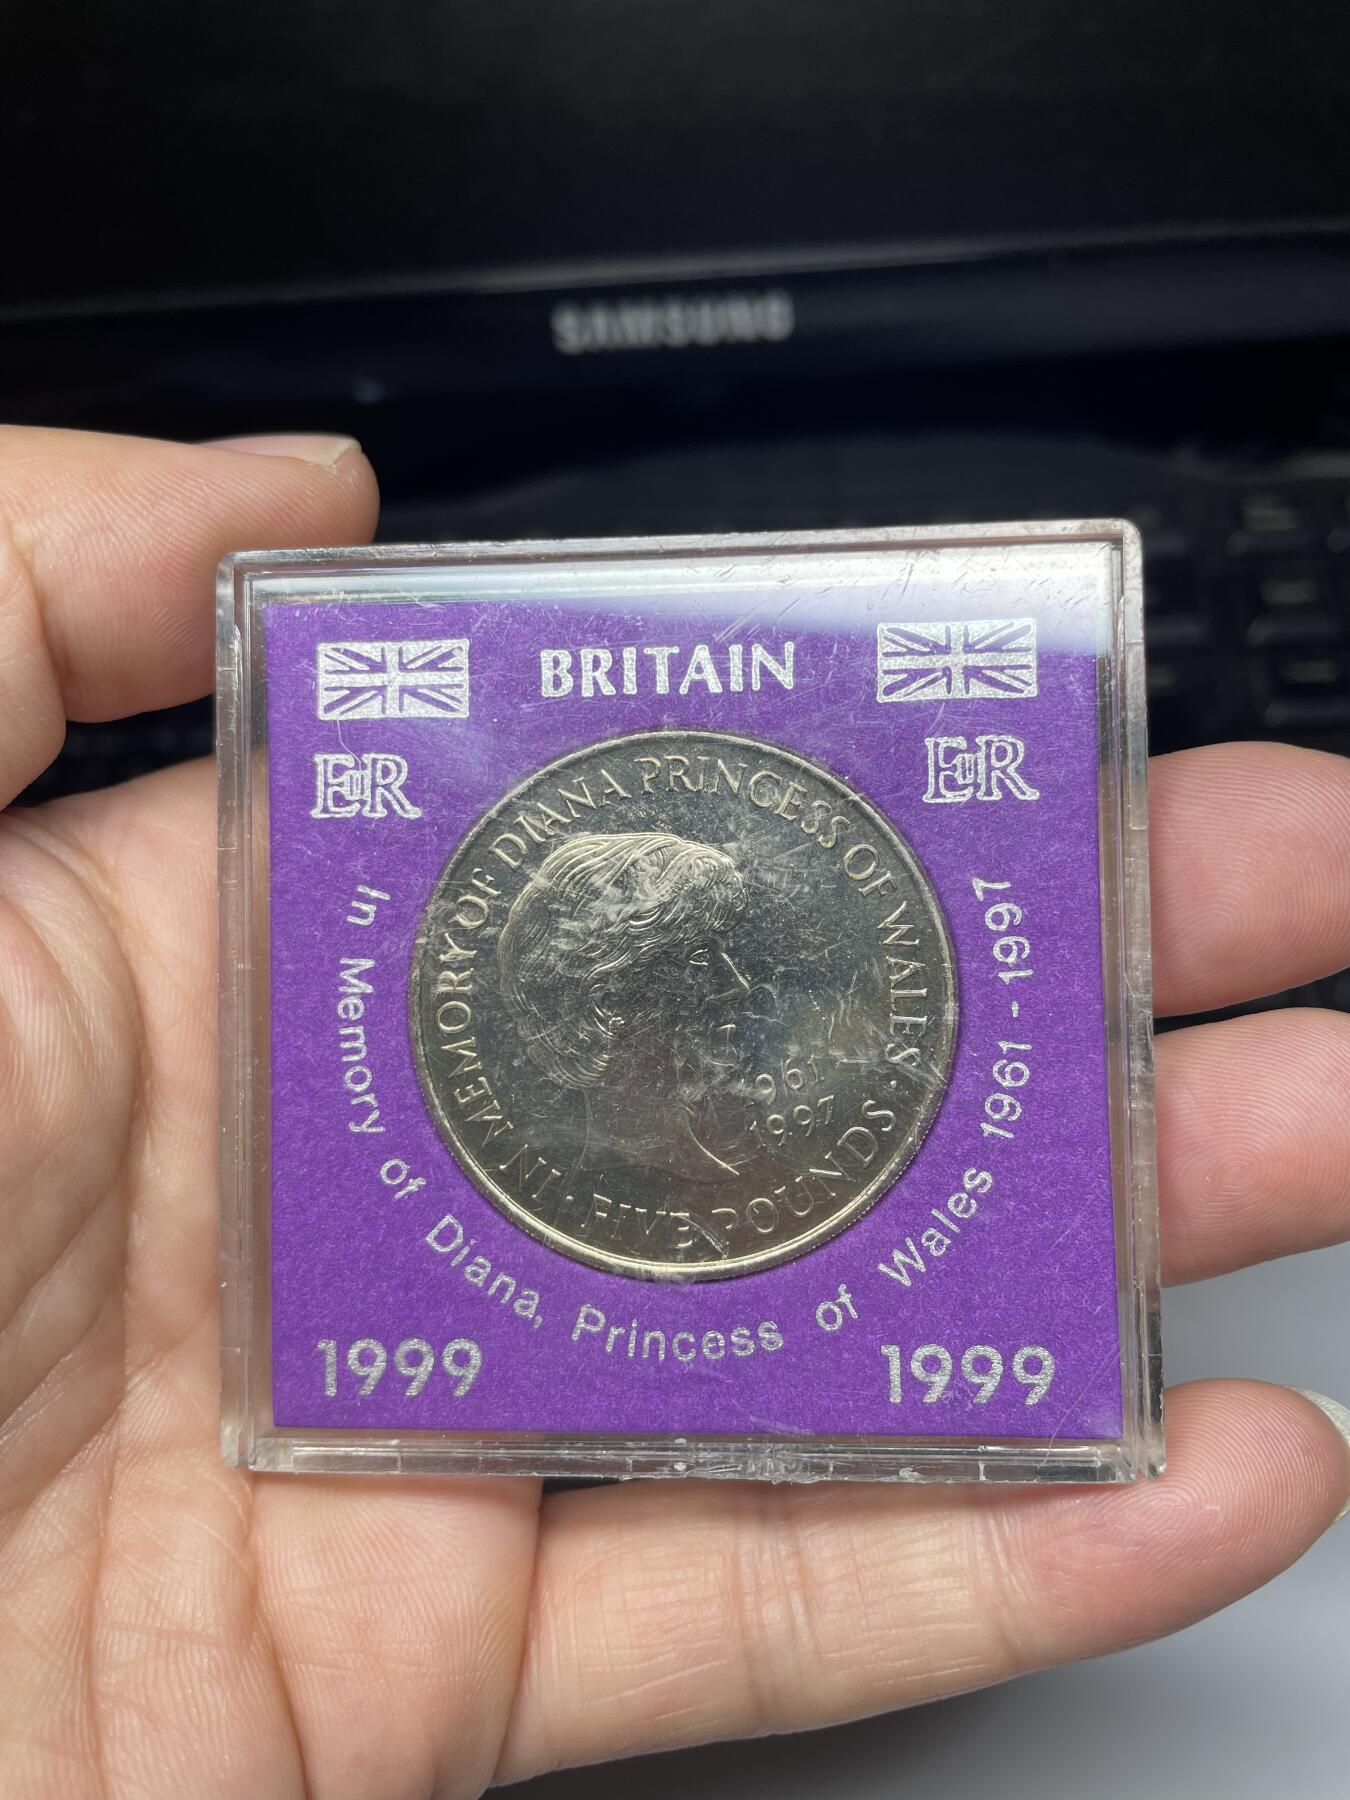 SAMSUNG
BRITAIN
EIIR
EIIR
IN MEMORY OF DIANA PRINCESS OF WALES · FIVE POUNDS ·
1961
1997
In Memory of Diana, Princess of Wales 1961 - 1997
1999
1999